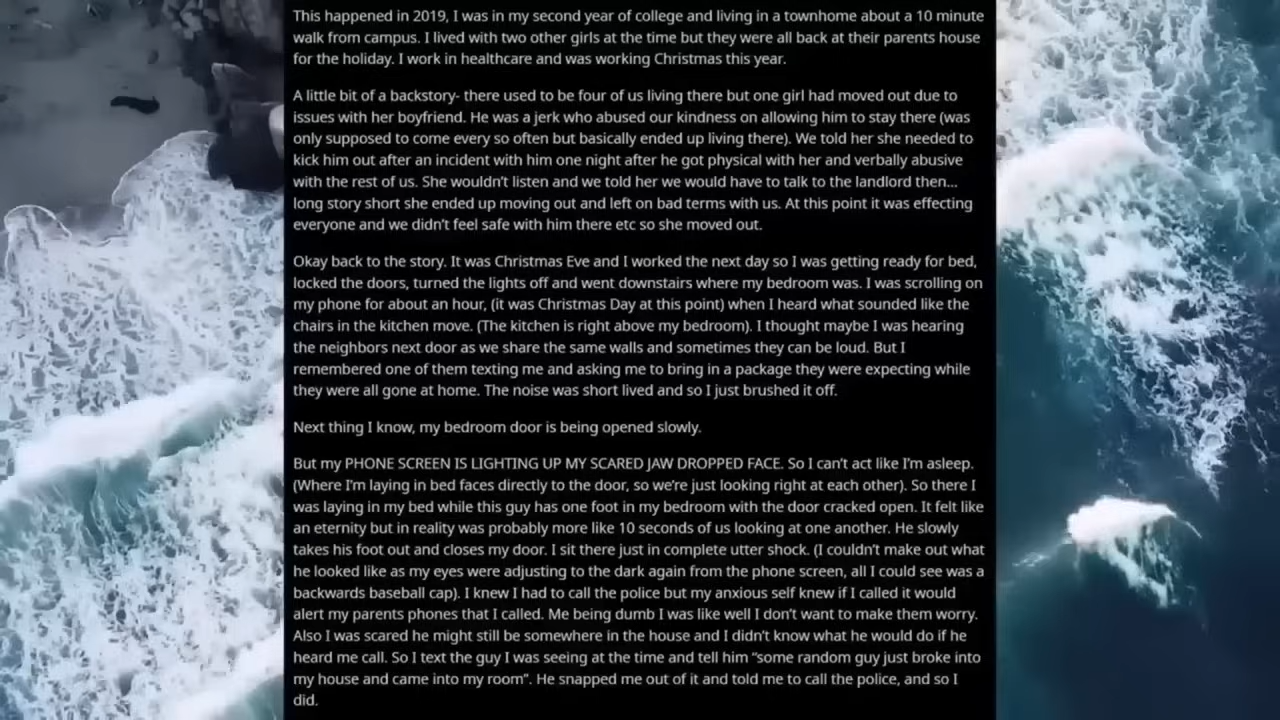 This happened in 2019, I was in my second year of college and living in a townhome about a 10 minute
walk from campus. I lived with two other girls at the time but they were all back at their parents house
for the holiday. I work in healthcare and was working Christmas this year.
A little bit of a backstory- there used to be four of us living there but one girl had moved out due to
issues with her boyfriend. He was a jerk who abused our kindness on allowing him to stay there (was
only supposed to come every so often but basically ended up living there). We told her she needed to
kick him out after an incident with him one night after he got physical with her and verbally abusive
with the rest of us. She wouldn’t listen and we told her we would have to talk to the landlord then...
long story short she ended up moving out and left on bad terms with us. At this point it was effecting
everyone and we didn’t feel safe with him there etc so she moved out.
Okay back to the story. It was Christmas Eve and I worked the next day so I was getting ready for bed,
locked the doors, turned the lights off and went downstairs where my bedroom was. I was scrolling on
my phone for about an hour, (it was Christmas Day at this point) when I heard what sounded like the
chairs in the kitchen move. (The kitchen is right above my bedroom). I thought maybe I was hearing
the neighbors next door as we share the same walls and sometimes they can be loud. But I
remembered one of them texting me and asking me to bring in a package they were expecting while
they were all gone at home. The noise was short lived and so I just brushed it off.
Next thing I know, my bedroom door is being opened slowly.
But my PHONE SCREEN IS LIGHTING UP MY SCARED JAW DROPPED FACE. So I can’t act like I’m asleep.
(Where I’m laying in bed faces directly to the door, so we’re just looking right at each other). So there I
was laying in my bed while this guy has one foot in my bedroom with the door cracked open. It felt like
an eternity but in reality was probably more like 10 seconds of us looking at one another. He slowly
takes his foot out and closes my door. I sit there just in complete utter shock. (I couldn’t make out what
he looked like as my eyes were adjusting to the dark again from the phone screen, all I could see was a
backwards baseball cap). I knew I had to call the police but my anxious self knew if I called it would
alert my parents phones that I called. Me being dumb I was like well I don’t want to make them worry.
Also I was scared he might still be somewhere in the house and I didn’t know what he would do if he
heard me call. So I text the guy I was seeing at the time and tell him “some random guy just broke into
my house and came into my room”. He snapped me out of it and told me to call the police, and so I
did.